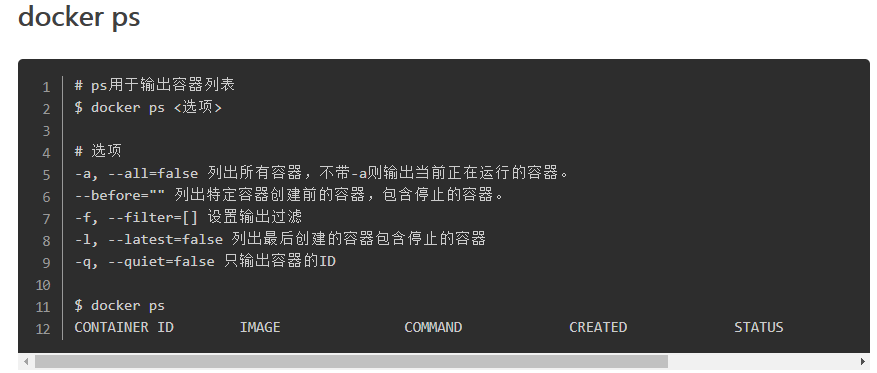 docker ps
1 # ps用于输出容器列表
2 $ docker ps <选项>
3
4 # 选项
5 -a, --all=false 列出所有容器，不带-a则输出当前正在运行的容器。
6 --before="" 列出特定容器创建前的容器，包含停止的容器。
7 -f, --filter=[] 设置输出过滤
8 -l, --latest=false 列出最后创建的容器包含停止的容器
9 -q, --quiet=false 只输出容器的ID
10
11 $ docker ps
12 CONTAINER ID        IMAGE               COMMAND             CREATED             STATUS